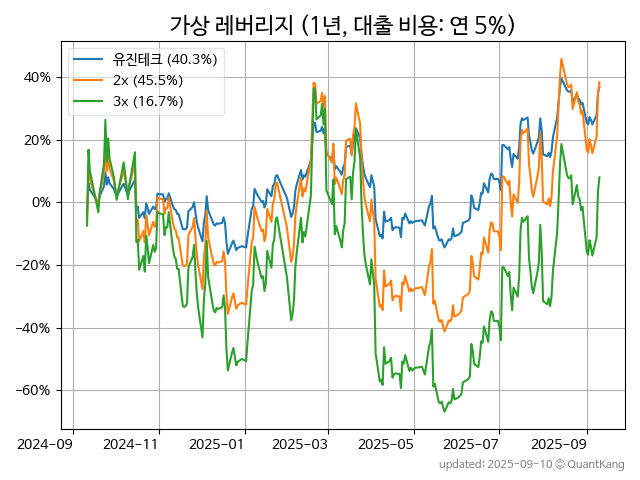 가상 레버리지 (1년, 대출 비용: 연 5%)
유진테크 (40.3%)
2x (45.5%)
3x (16.7%)
40%
20%
0%
−20%
−40%
−60%
2024-09 2024-11 2025-01 2025-03 2025-05 2025-07 2025-09
updated: 2025-09-10 © QuantKang